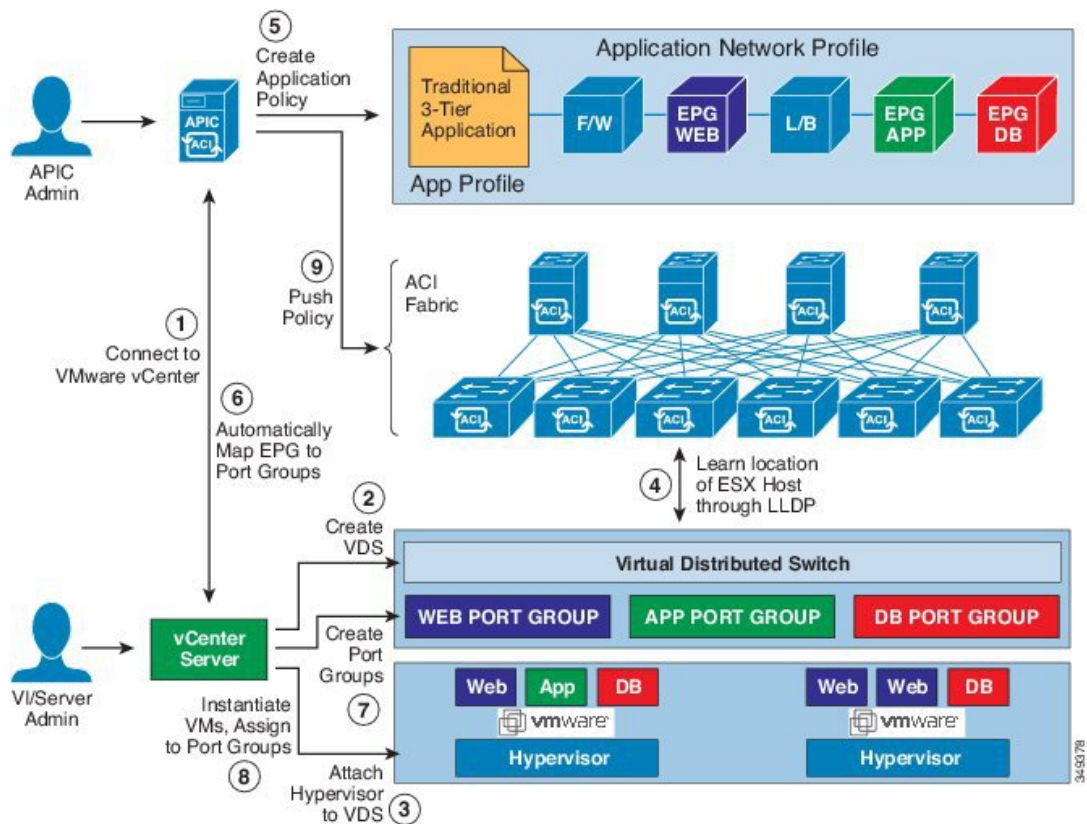 5
Create
Application
Policy
Application Network Profile
Traditional
3-Tier
Application
F/W
EPG
WEB
L/B
EPG
APP
EPG
DB
App Profile
APIC
ACI
APIC
Admin
9
Push
Policy
ACI
Fabric
ACI
ACI
ACI
ACI
ACI
ACI
ACI
ACI
ACI
ACI
1
Connect to
VMware vCenter
6
Automatically
Map EPG to
Port Groups
4
Learn location
of ESX Host
through LLDP
2
Create
VDS
Virtual Distributed Switch
WEB PORT GROUP
APP PORT GROUP
DB PORT GROUP
vCenter
Server
VI/Server
Admin
Create
Port
Groups
7
Instantiate
VMs, Assign
to Port Groups
8
Attach
Hypervisor
to VDS
3
Web
App
DB
vmware
Hypervisor
Web
Web
DB
vmware
Hypervisor
349378